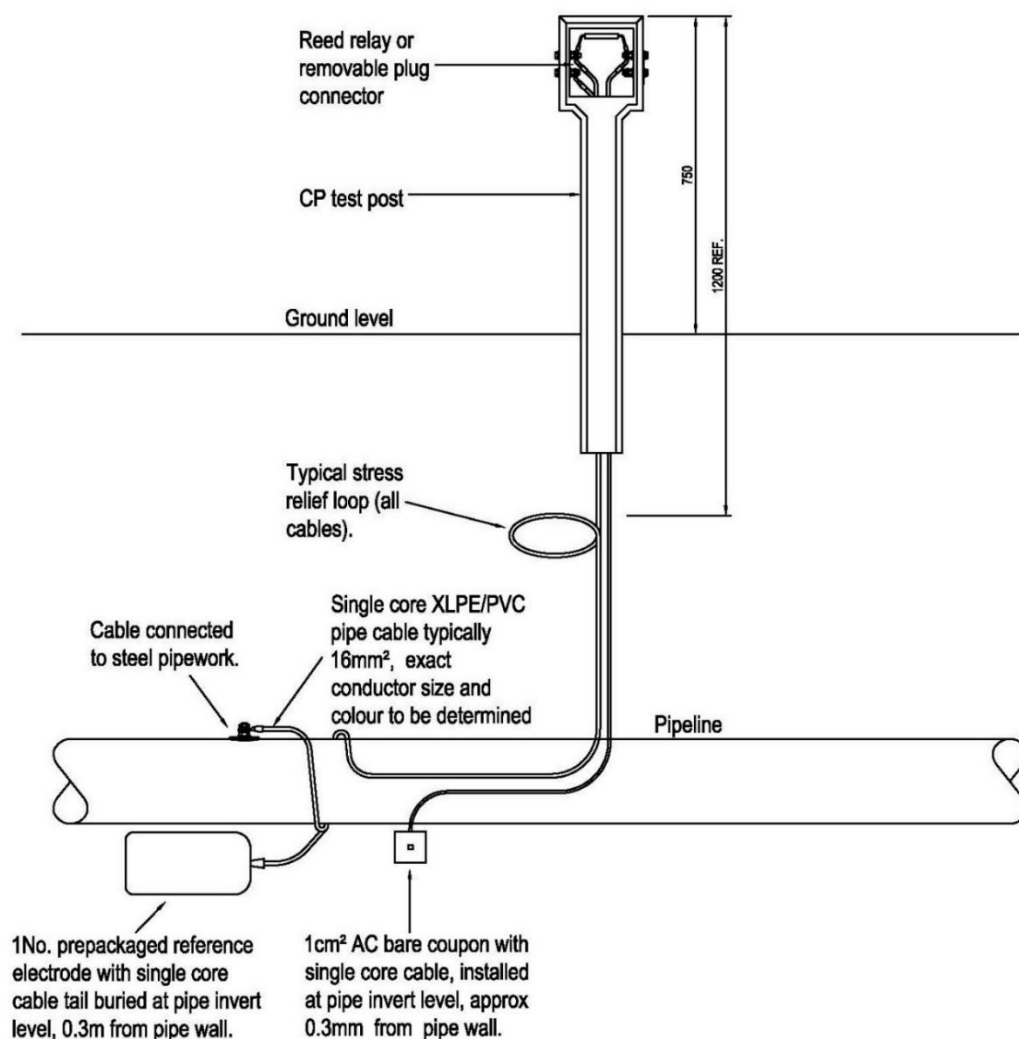 Reed relay or
removable plug
connector
CP test post
750
1200 REF.
Ground level
Typical stress
relief loop (all
cables).
Single core XLPE/PVC
pipe cable typically
16mm², exact
conductor size and
colour to be determined
Cable connected
to steel pipework.
Pipeline
1No. prepackaged reference
electrode with single core
cable tail buried at pipe invert
level, 0.3m from pipe wall.
1cm² AC bare coupon with
single core cable, installed
at pipe invert level, approx
0.3mm from pipe wall.